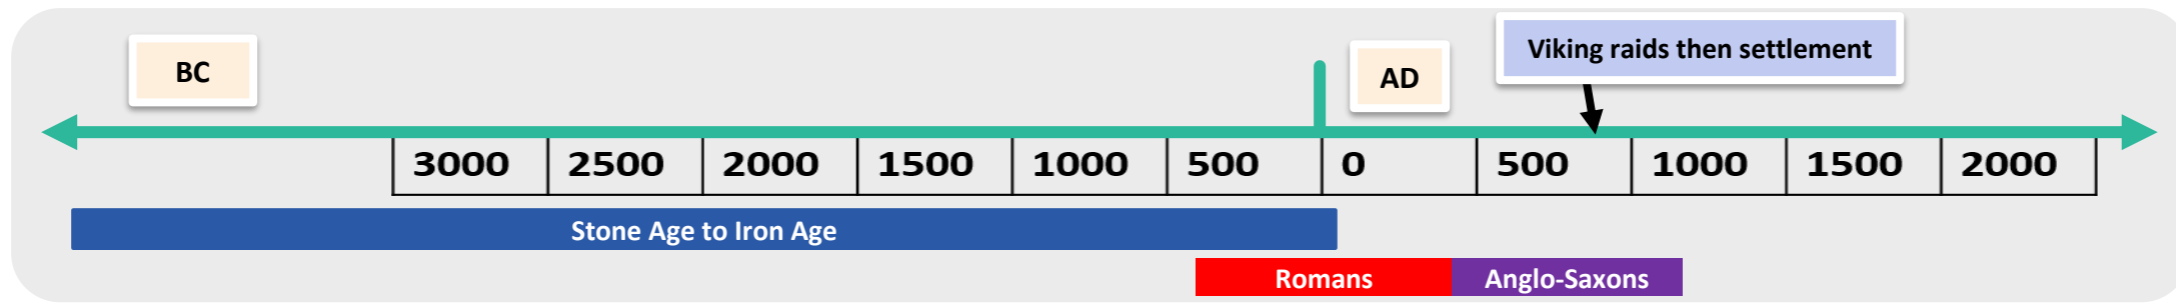 BC
AD
Viking raids then settlement
3000 2500 2000 1500 1000 500 0 500 1000 1500 2000
Stone Age to Iron Age
Romans Anglo-Saxons